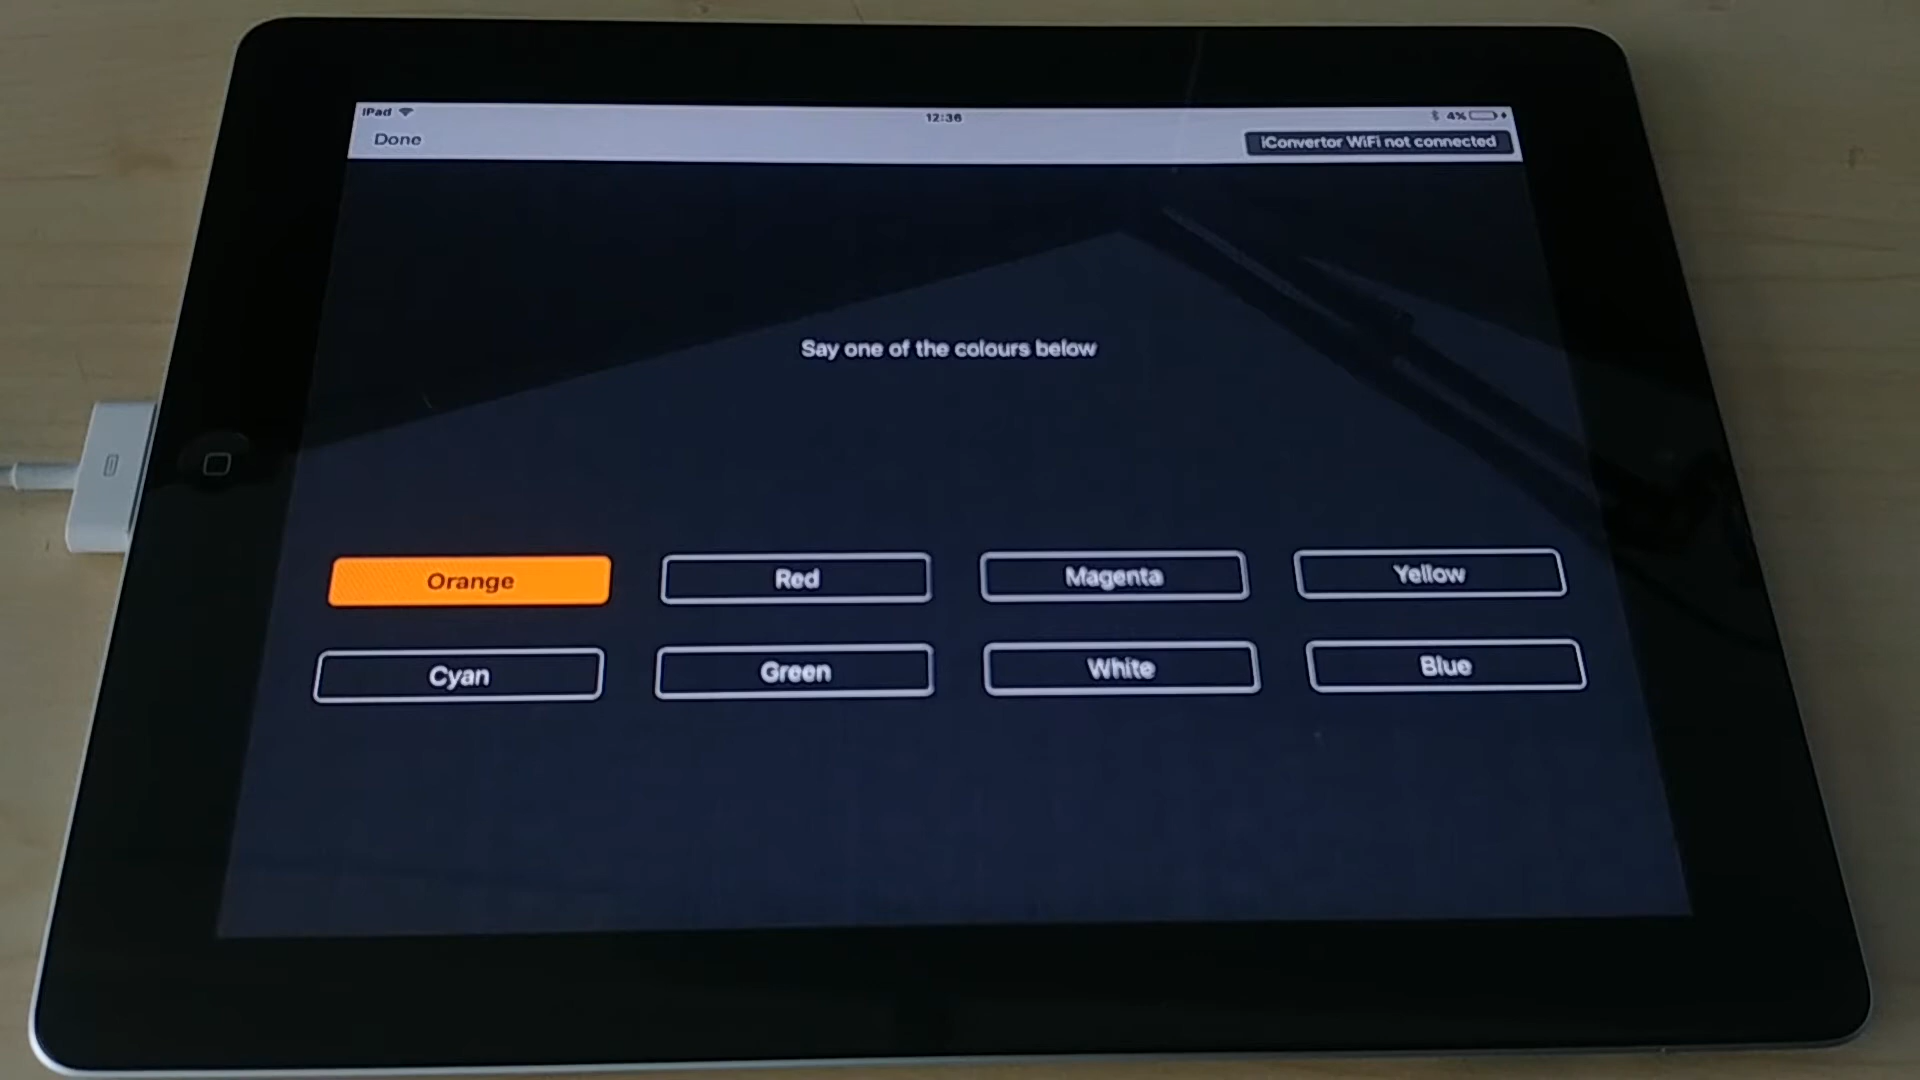 iPad 12:36 4%
Done iConvertor WiFi not connected
Say one of the colours below
Orange Red Magenta Yellow
Cyan Green White Blue